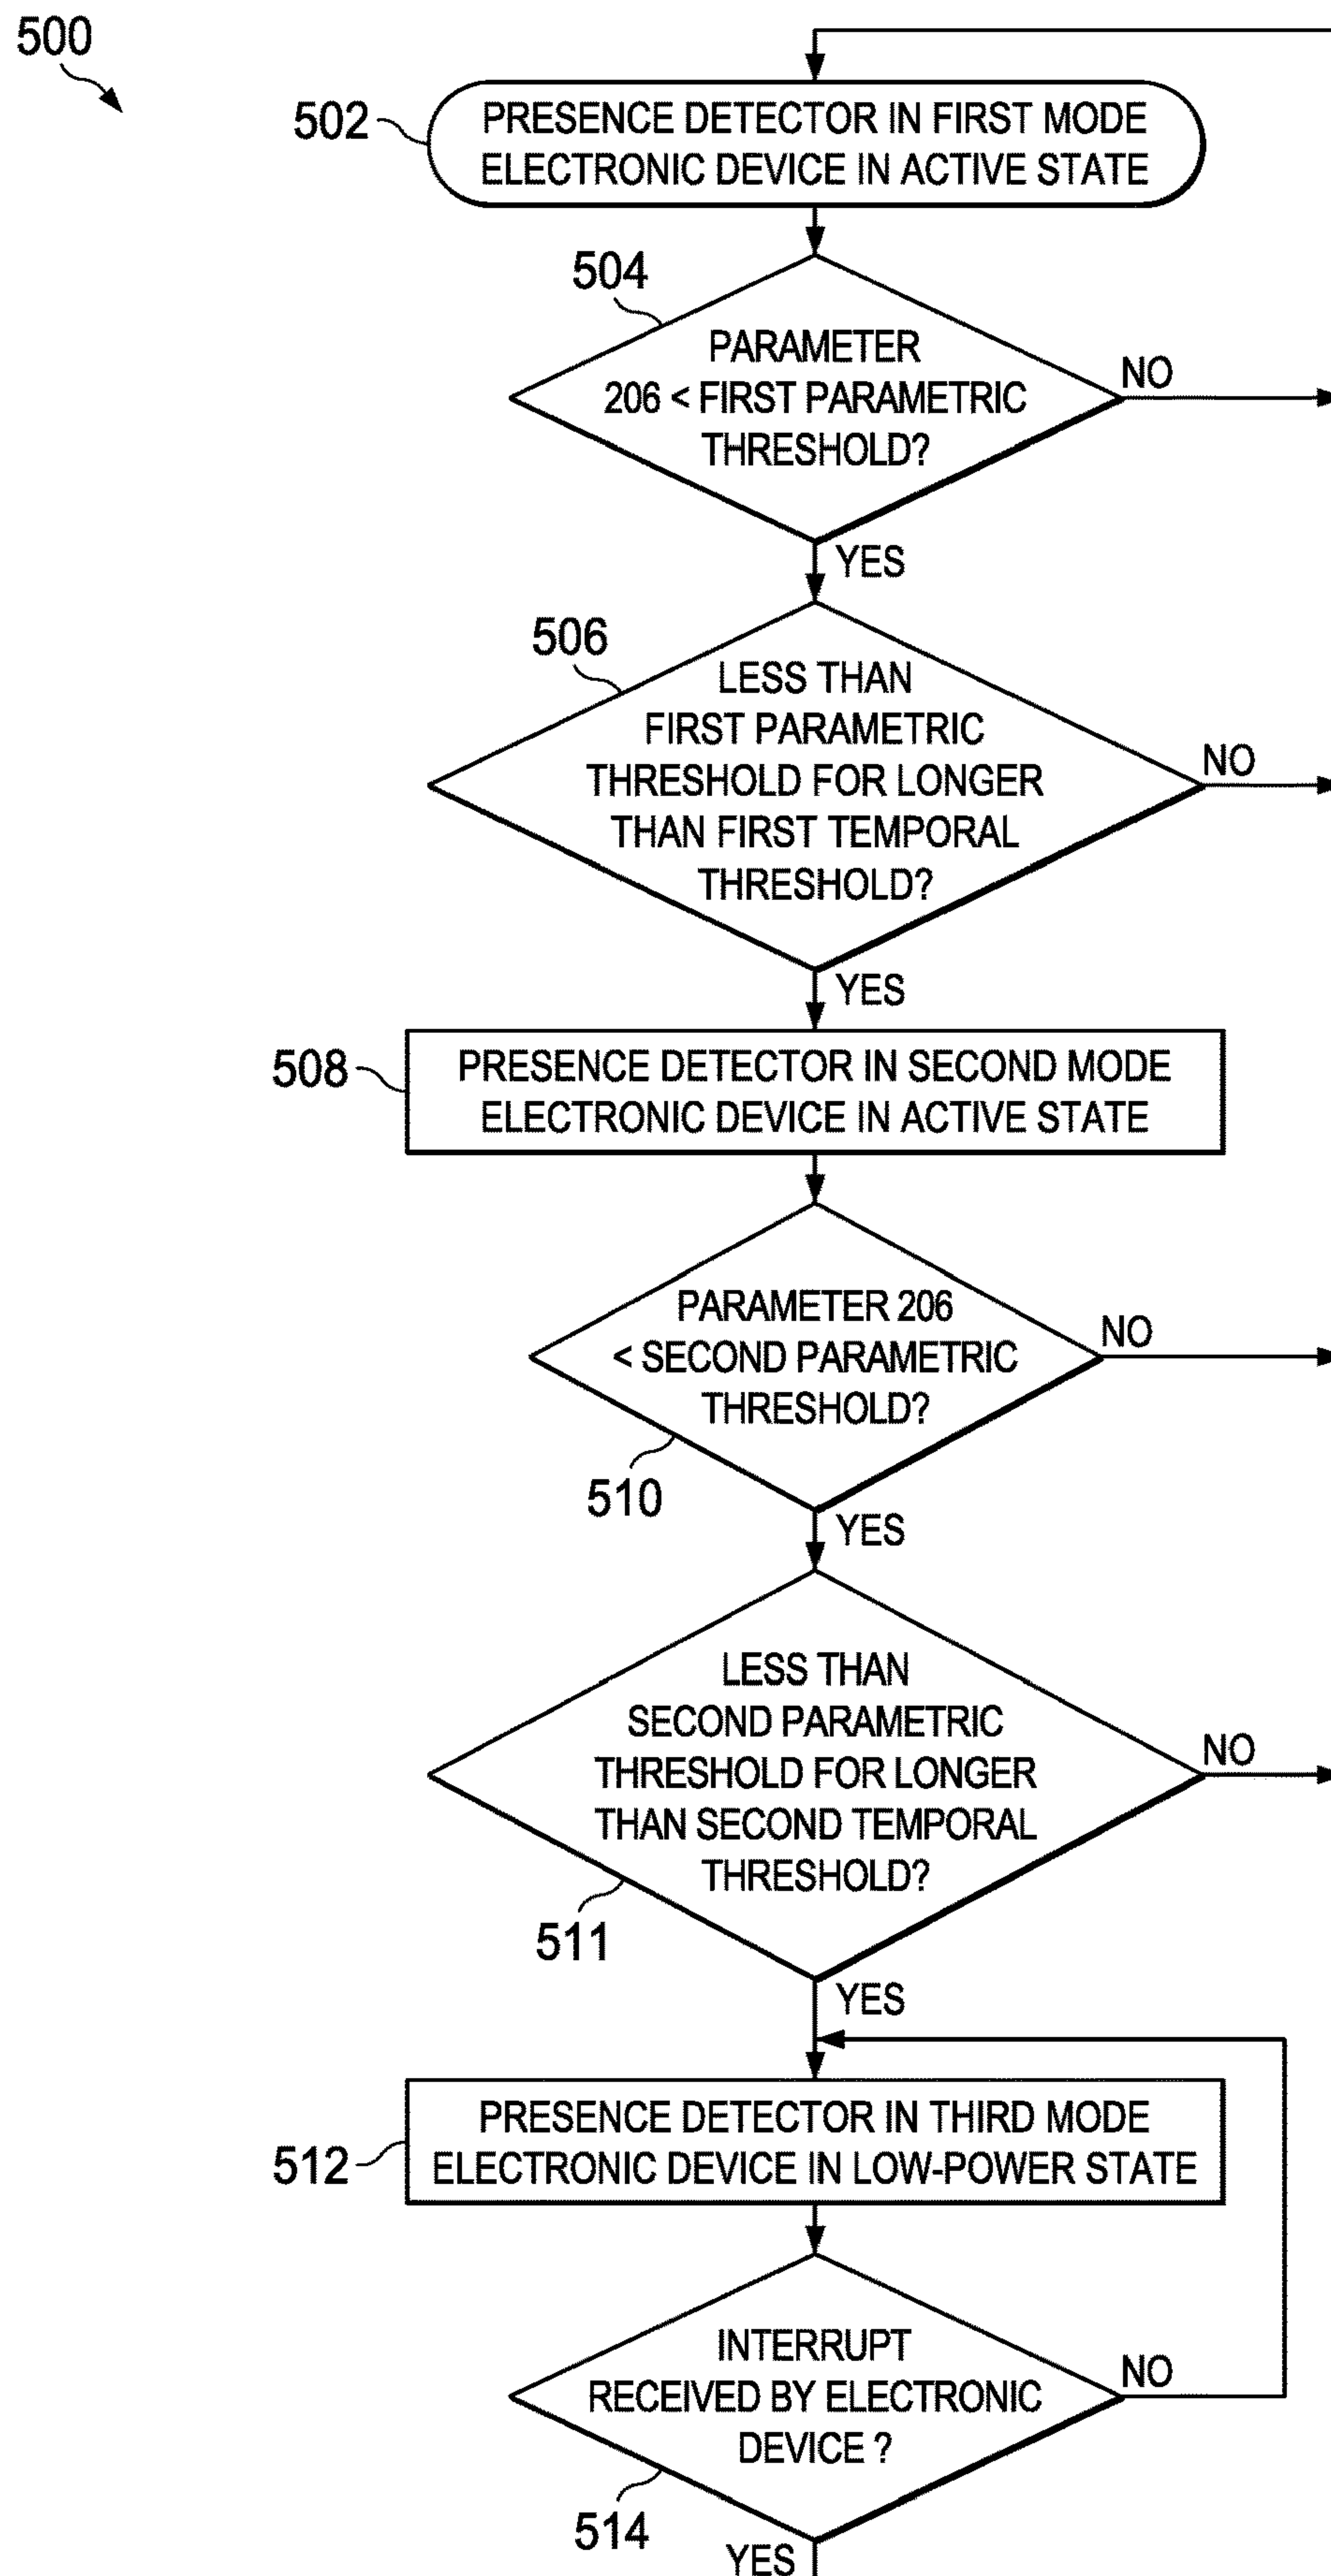 500
502
PRESENCE DETECTOR IN FIRST MODE
ELECTRONIC DEVICE IN ACTIVE STATE
504
PARAMETER
206 < FIRST PARAMETRIC
THRESHOLD?
NO
YES
506
LESS THAN
FIRST PARAMETRIC
THRESHOLD FOR LONGER
THAN FIRST TEMPORAL
THRESHOLD?
NO
YES
508
PRESENCE DETECTOR IN SECOND MODE
ELECTRONIC DEVICE IN ACTIVE STATE
PARAMETER 206
< SECOND PARAMETRIC
THRESHOLD?
NO
510
YES
LESS THAN
SECOND PARAMETRIC
THRESHOLD FOR LONGER
THAN SECOND TEMPORAL
THRESHOLD?
NO
511
YES
512
PRESENCE DETECTOR IN THIRD MODE
ELECTRONIC DEVICE IN LOW-POWER STATE
INTERRUPT
RECEIVED BY ELECTRONIC
DEVICE ?
NO
514
YES